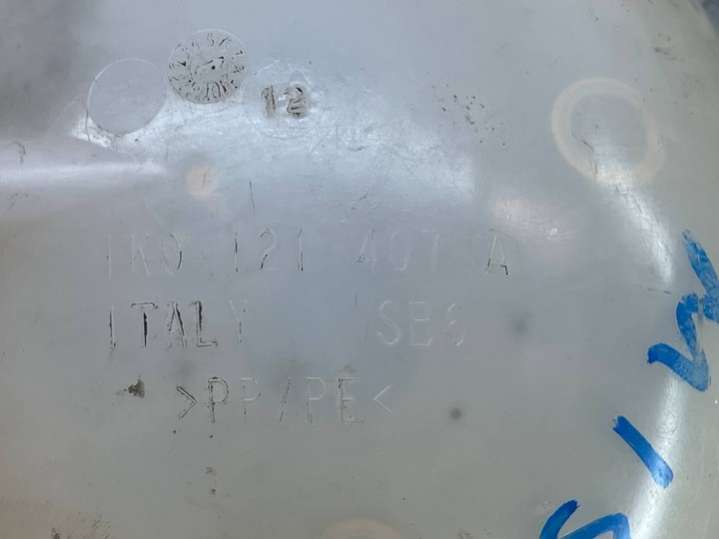 12
1K0 121 407 A
ITALY SBS
>PP/PE<